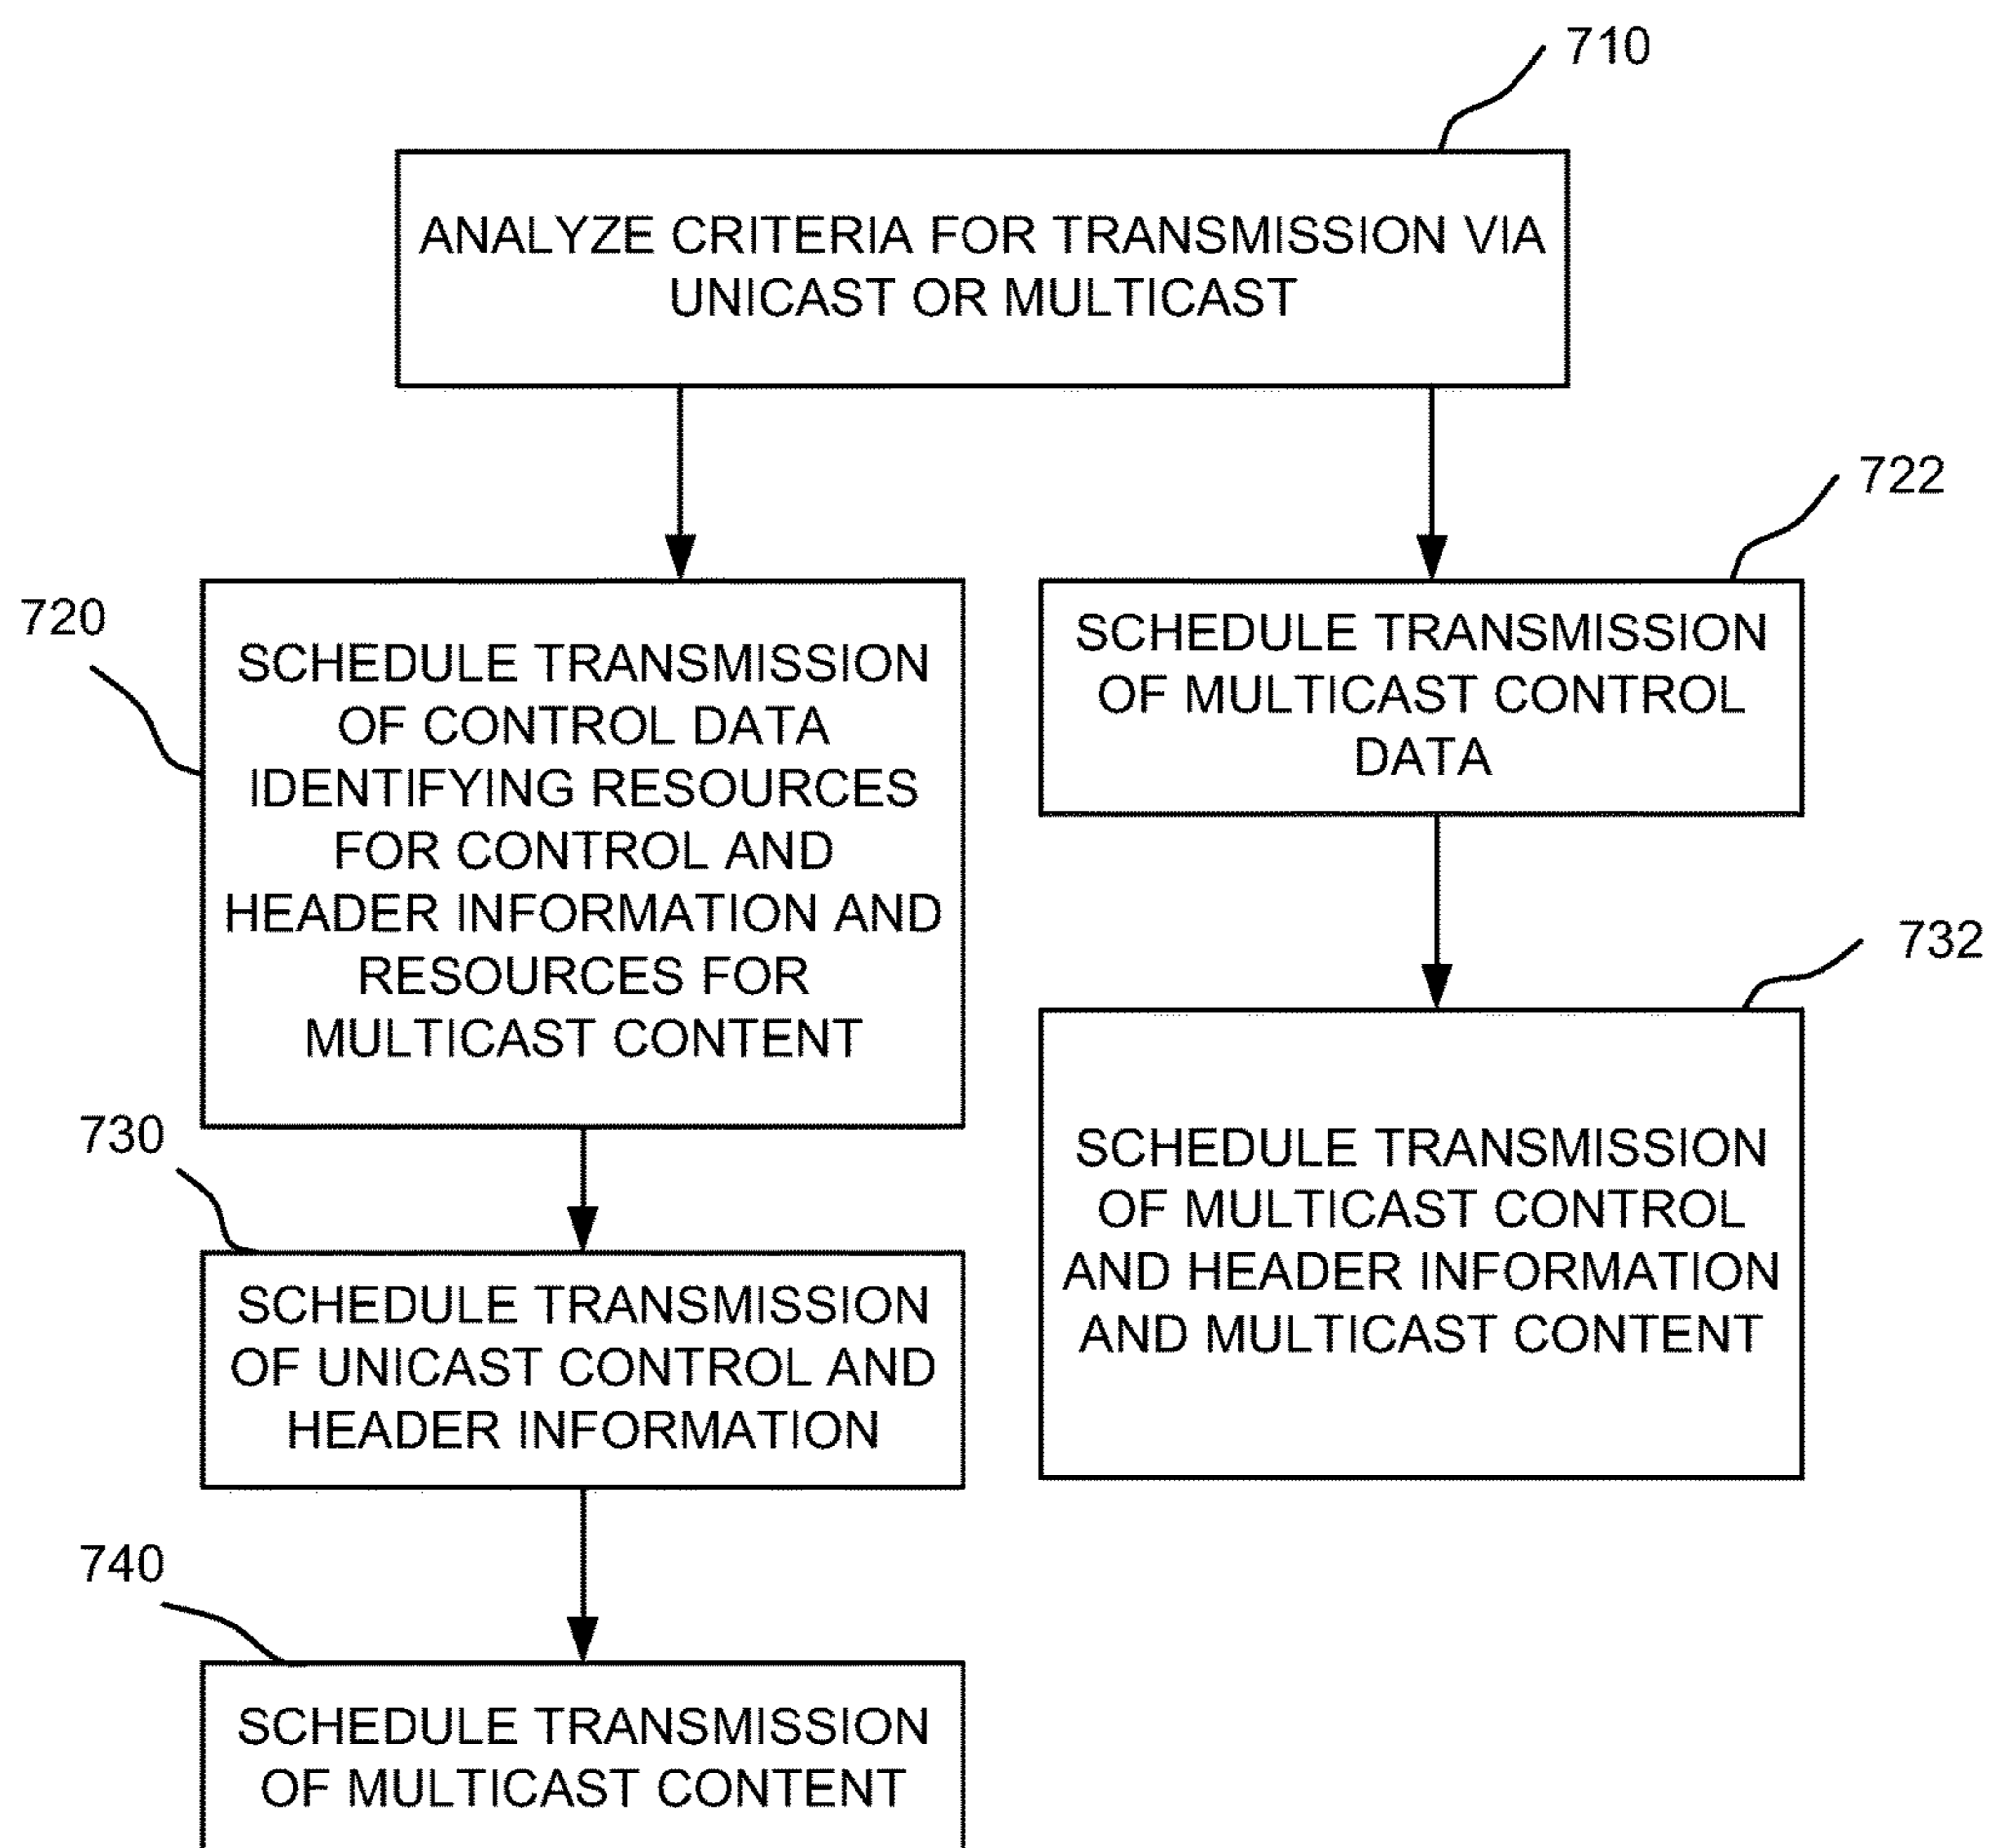 710
ANALYZE CRITERIA FOR TRANSMISSION VIA
UNICAST OR MULTICAST
720
SCHEDULE TRANSMISSION
OF CONTROL DATA
IDENTIFYING RESOURCES
FOR CONTROL AND
HEADER INFORMATION AND
RESOURCES FOR
MULTICAST CONTENT
730
SCHEDULE TRANSMISSION
OF UNICAST CONTROL AND
HEADER INFORMATION
740
SCHEDULE TRANSMISSION
OF MULTICAST CONTENT
722
SCHEDULE TRANSMISSION
OF MULTICAST CONTROL
DATA
732
SCHEDULE TRANSMISSION
OF MULTICAST CONTROL
AND HEADER INFORMATION
AND MULTICAST CONTENT